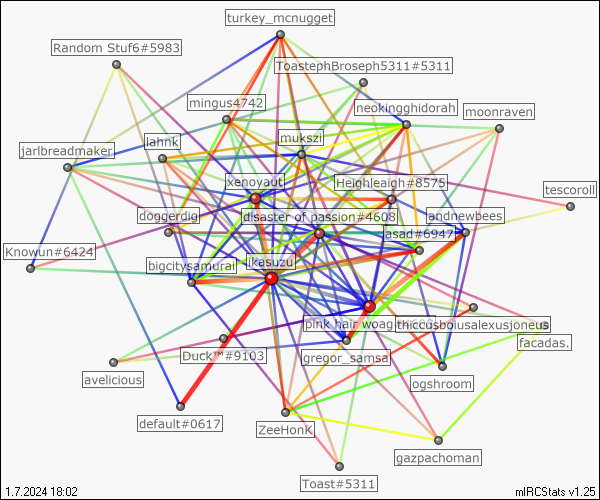 turkey_mcnugget
Random Stuf6#5983
ToastephBroseph5311#5311
mingus4742
neokingghidorah
moonraven
lahnk
mukszi
jarlbreadmaker
xenoyaut
Heighleaigh#8575
tescoroll
doggerdig
disaster of passion#4608
andrewbees
asad#6947
Knowun#6424
bigcitysamurai
ikasuzu
pink hair woag
thiccusboiusalexusjoneus
facadas.
Duck™#9103
gregor_samsa
avelicious
ogshroom
default#0617
ZeeHonK
gazpachoman
Toast#5311
1.7.2024 18:02
mIRCStats v1.25